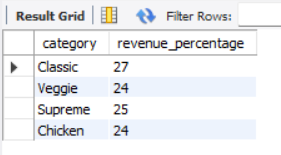 Result Grid Filter Rows:
category revenue_percentage
Classic 27
Veggie 24
Supreme 25
Chicken 24